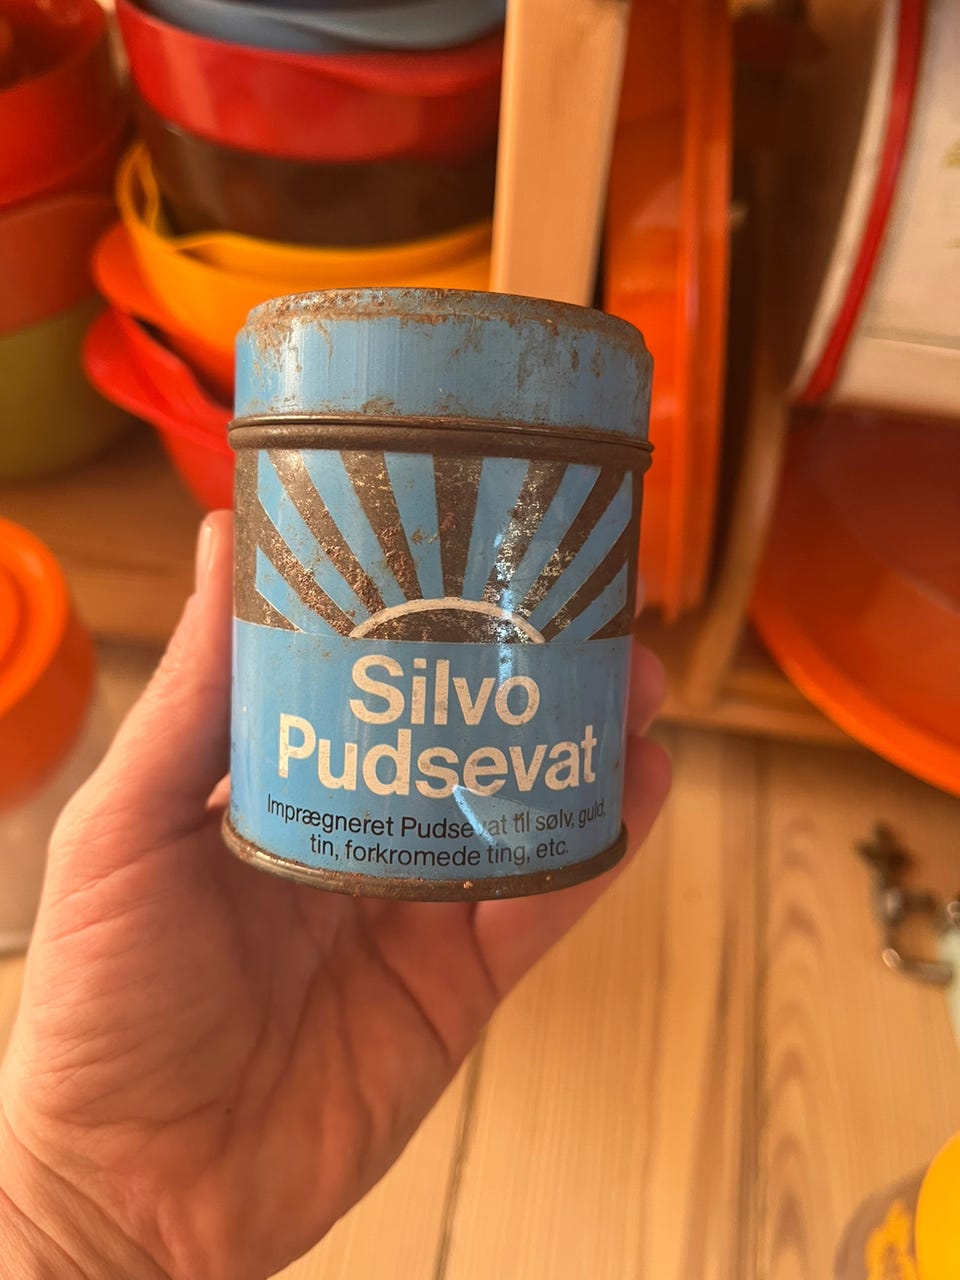 Silvo
Pudsevat
Imprægneret Pudsevat til sølv, guld,
tin, forkromede ting, etc.